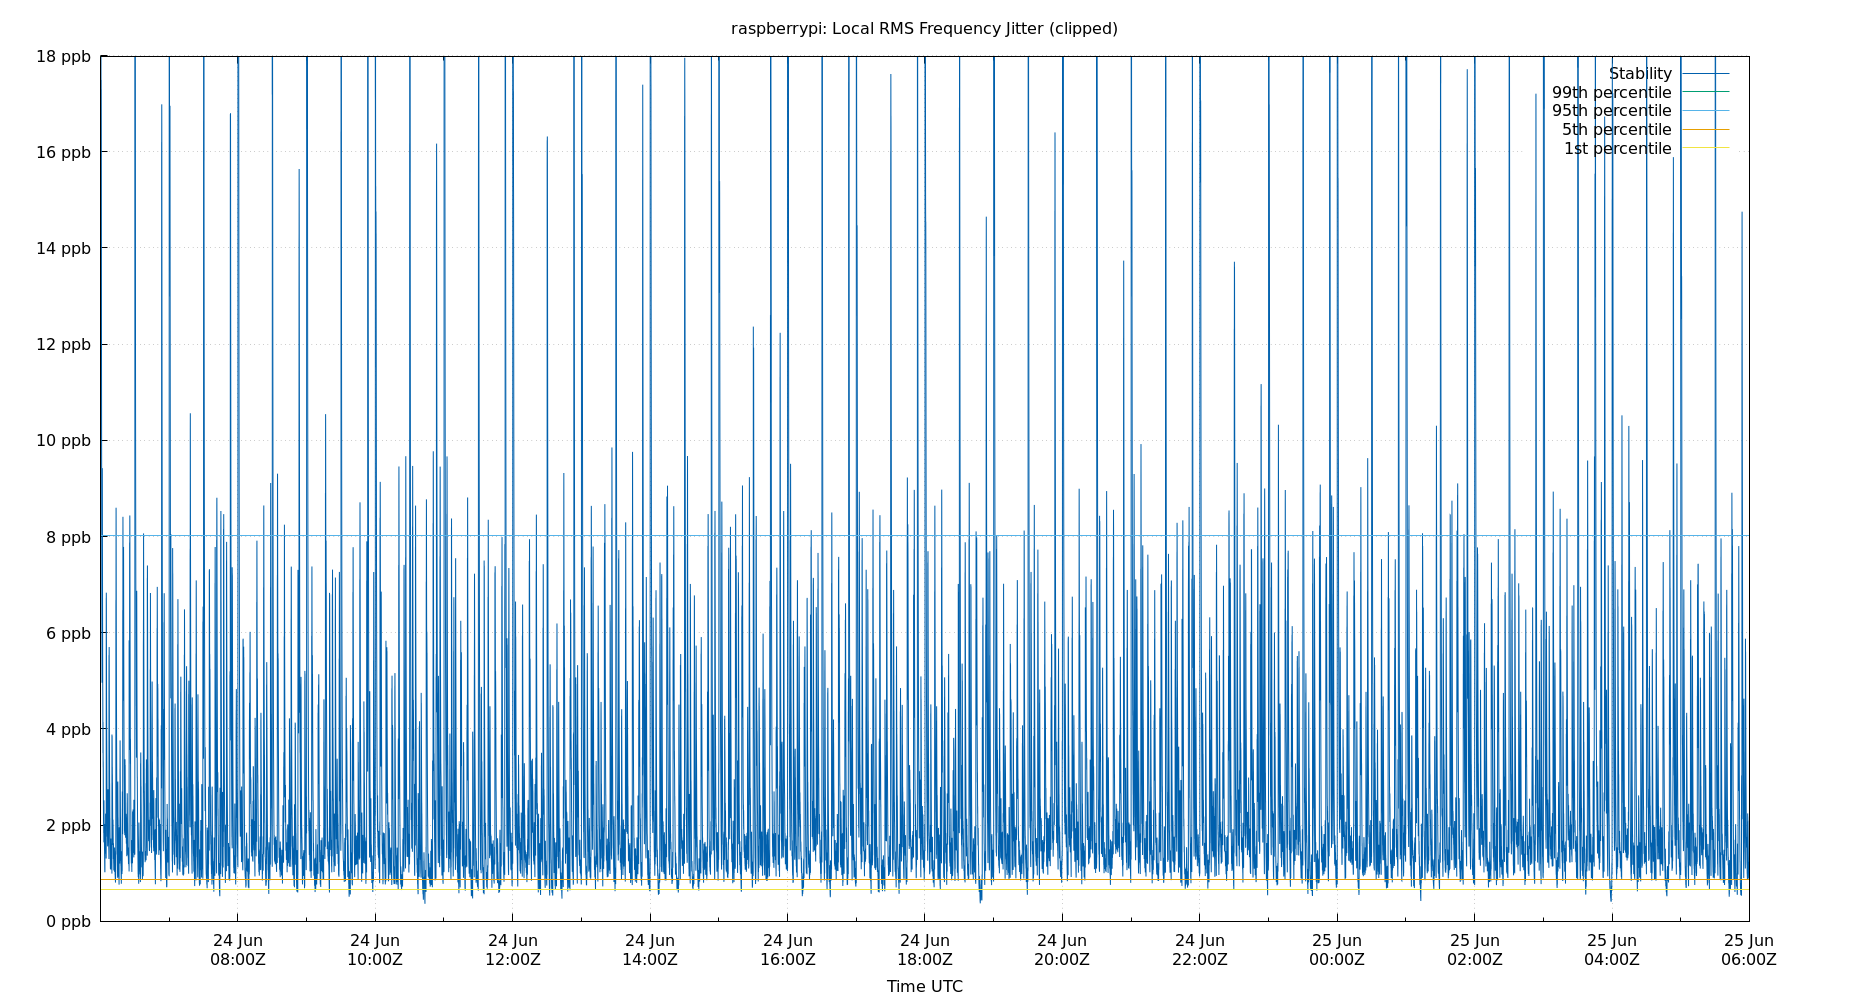 raspberrypi: Local RMS Frequency Jitter (clipped)
18 ppb
16 ppb
14 ppb
12 ppb
10 ppb
8 ppb
6 ppb
4 ppb
2 ppb
0 ppb
Stability
99th percentile
95th percentile
5th percentile
1st percentile
24 Jun 24 Jun 24 Jun 24 Jun 24 Jun 24 Jun 24 Jun 24 Jun 25 Jun 25 Jun 25 Jun 25 Jun
08:00Z 10:00Z 12:00Z 14:00Z 16:00Z 18:00Z 20:00Z 22:00Z 00:00Z 02:00Z 04:00Z 06:00Z
Time UTC